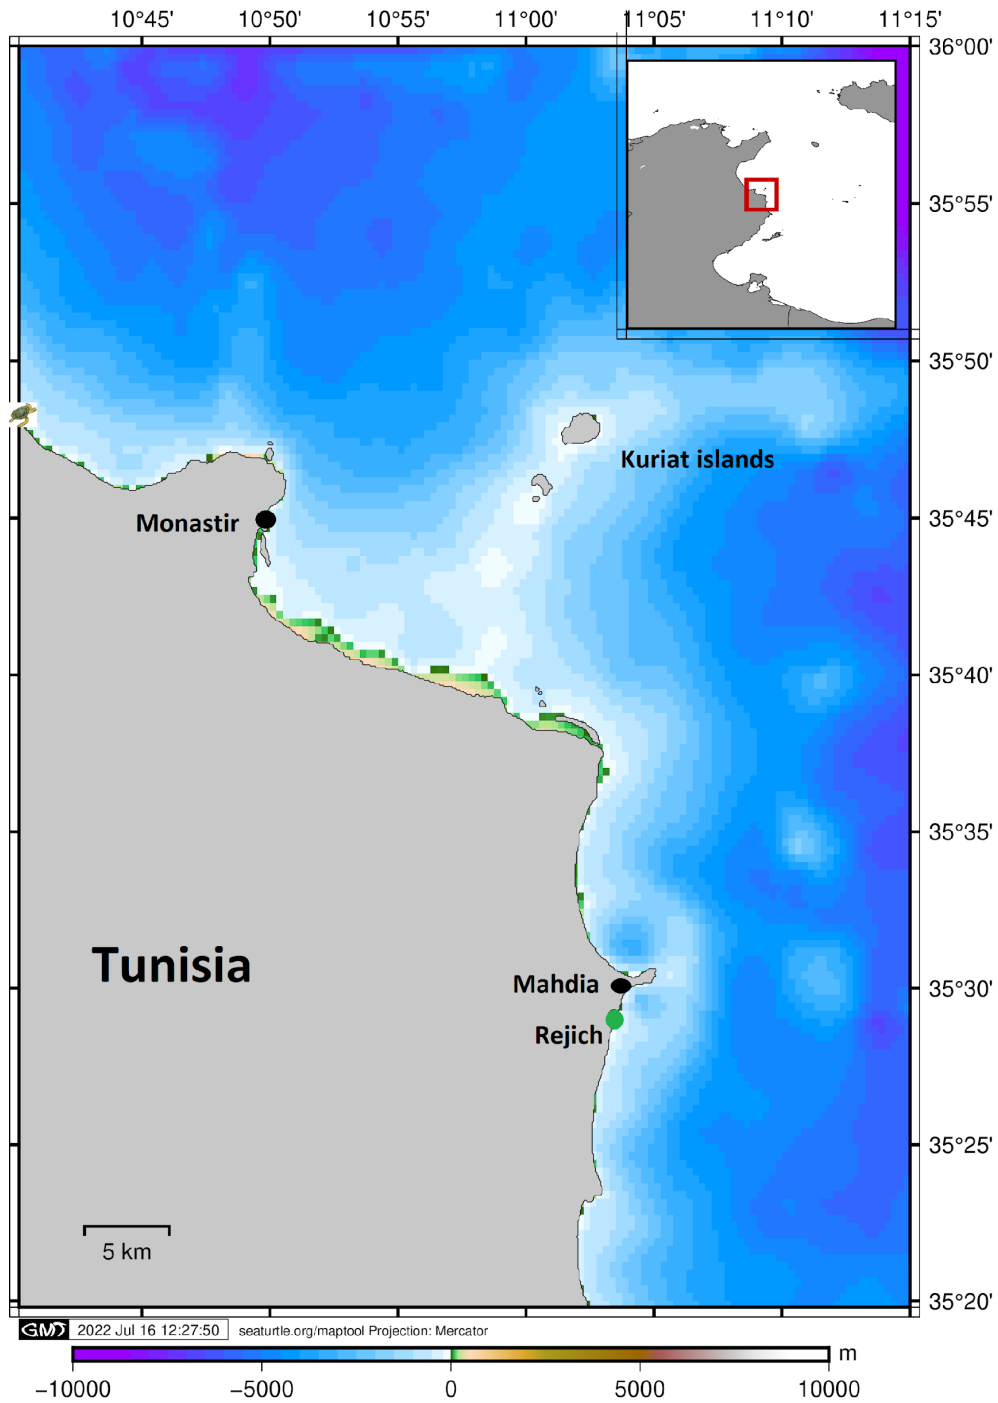 10°45' 10°50' 10°55' 11°00' 11°05' 11°10' 11°15'
36°00'
35°55'
35°50'
Kuriat islands
35°45'
Monastir
35°40'
35°35'
Tunisia
Mahdia
35°30'
Rejich
35°25'
5 km
35°20'
GMT 2022 Jul 16 12:27:50 seaturtle.org/maptool Projection: Mercator
m
−10000 −5000 0 5000 10000